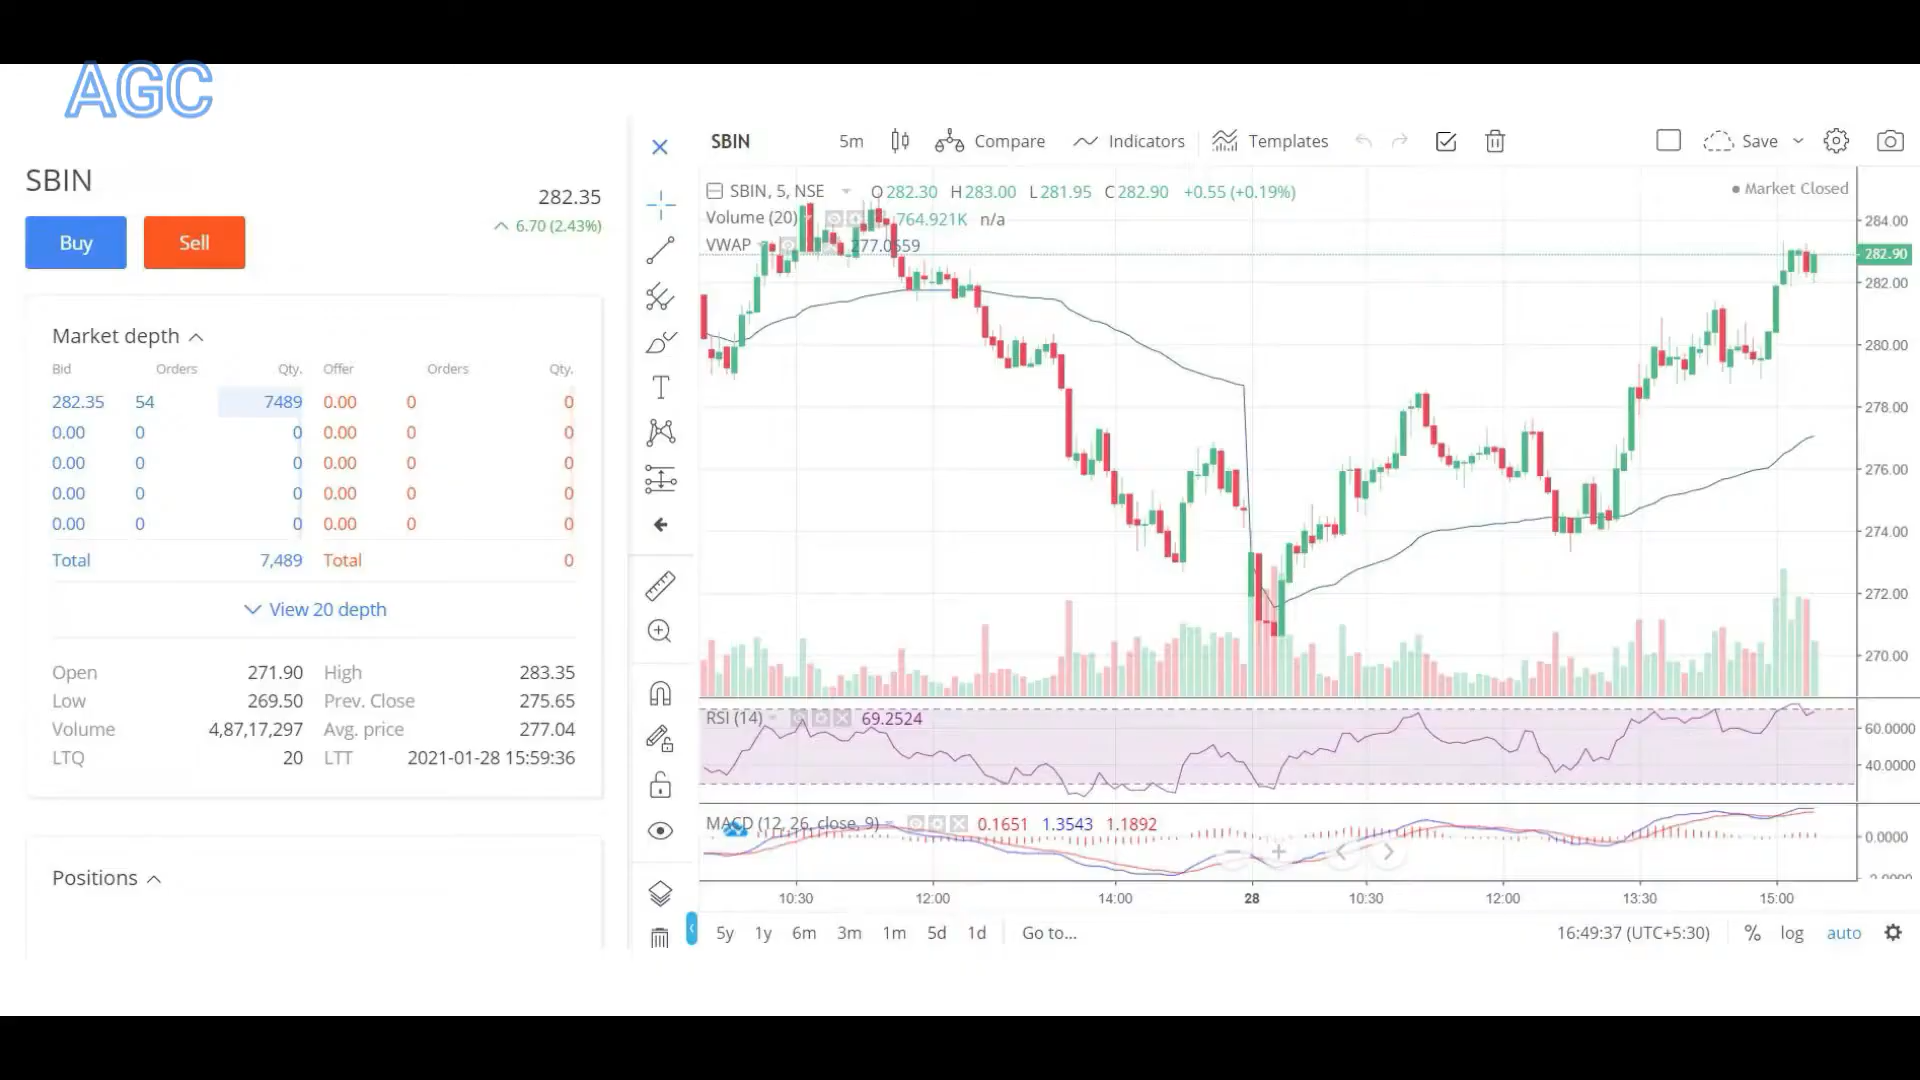 AGC
SBIN
282.35
6.70 (2.43%)
Buy
Sell
Market depth
Bid Orders Qty. Offer Orders Qty.
282.35 54 7489 0.00 0 0
0.00 0 0 0.00 0 0
0.00 0 0 0.00 0 0
0.00 0 0 0.00 0 0
0.00 0 0 0.00 0 0
Total 7,489 Total 0
View 20 depth
Open 271.90 High 283.35
Low 269.50 Prev. Close 275.65
Volume 4,87,17,297 Avg. price 277.04
LTQ 20 LTT 2021-01-28 15:59:36
Positions
SBIN 5m Compare Indicators Templates Save
SBIN, 5, NSE O282.30 H283.00 L281.95 C282.90 +0.55 (+0.19%)
Market Closed
Volume (20) 764.921K n/a
VWAP 277.0559
284.00
282.90
282.00
280.00
278.00
276.00
274.00
272.00
270.00
RSI (14) 69.2524
60.0000
40.0000
MACD (12, 26, close, 9) 0.1651 1.3543 1.1892
0.0000
10:30 12:00 14:00 28 10:30 12:00 13:30 15:00
5y 1y 6m 3m 1m 5d 1d Go to...
16:49:37 (UTC+5:30) % log auto